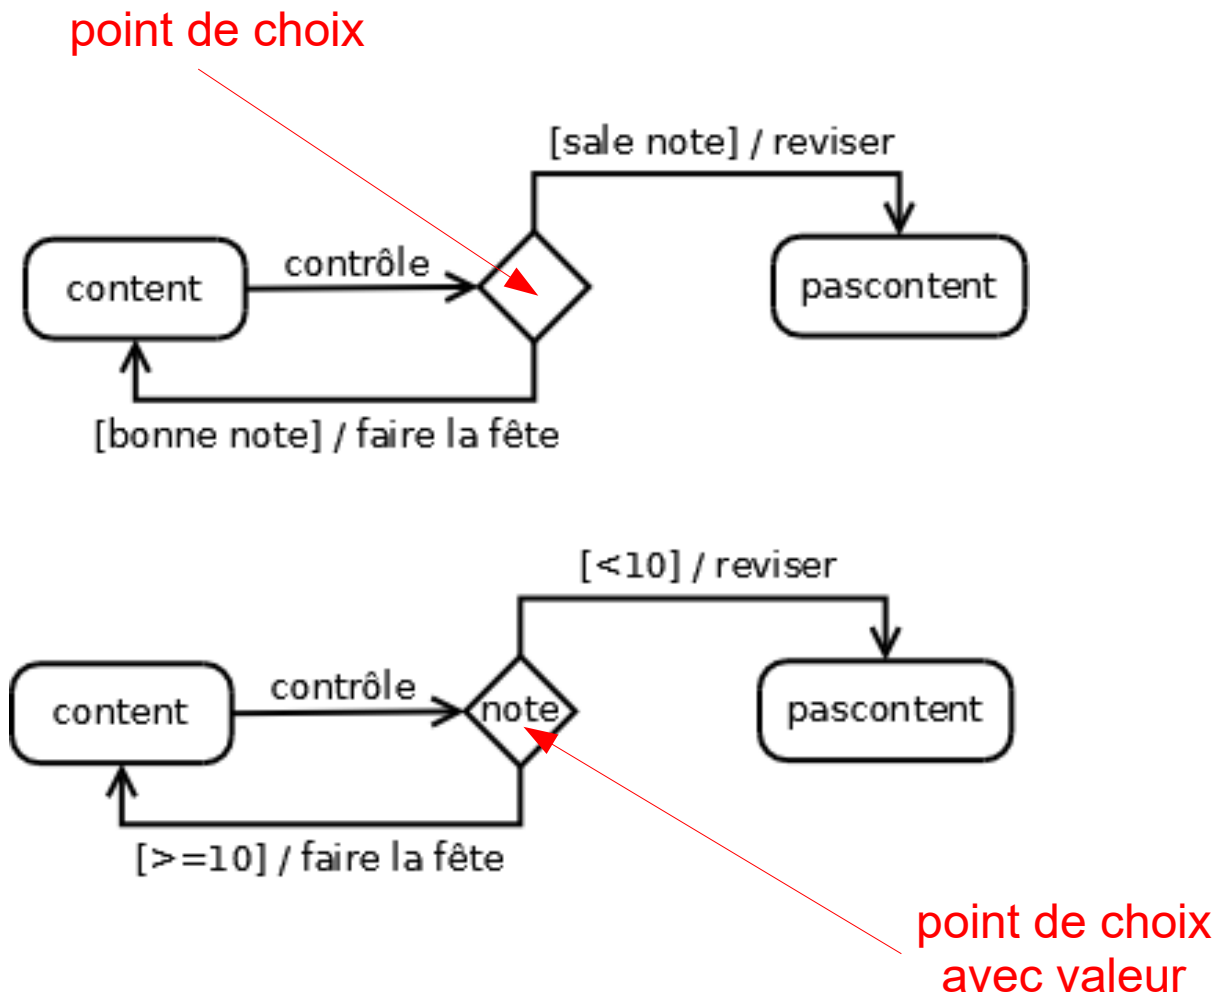 point de choix
[sale note] / reviser
contrôle
content
pascontent
[bonne note] / faire la fête
[<10] / reviser
contrôle
content
note
pascontent
[>=10] / faire la fête
point de choix
avec valeur